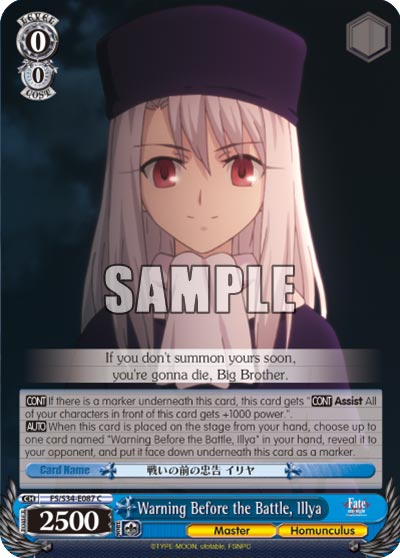 LEVEL
0
0
COST
SAMPLE
If you don't summon yours soon,
you're gonna die, Big Brother.
CONT If there is a marker underneath this card, this card gets "CONT Assist All
of your characters in front of this card gets +1000 power.".
AUTO When this card is placed on the stage from your hand, choose up to
one card named "Warning Before the Battle, Illya" in your hand, reveal it
to your opponent, and put it face down underneath this card as a marker.
Card Name
戦いの前の忠告 イリヤ
CH
FS/S34-E087 C
POWER
2500
Warning Before the Battle, Illya
Fate
Master
Homunculus
©TYPE-MOON, ufotable, FSNPC